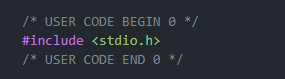 /* USER CODE BEGIN 0 */
#include <stdio.h>
/* USER CODE END 0 */